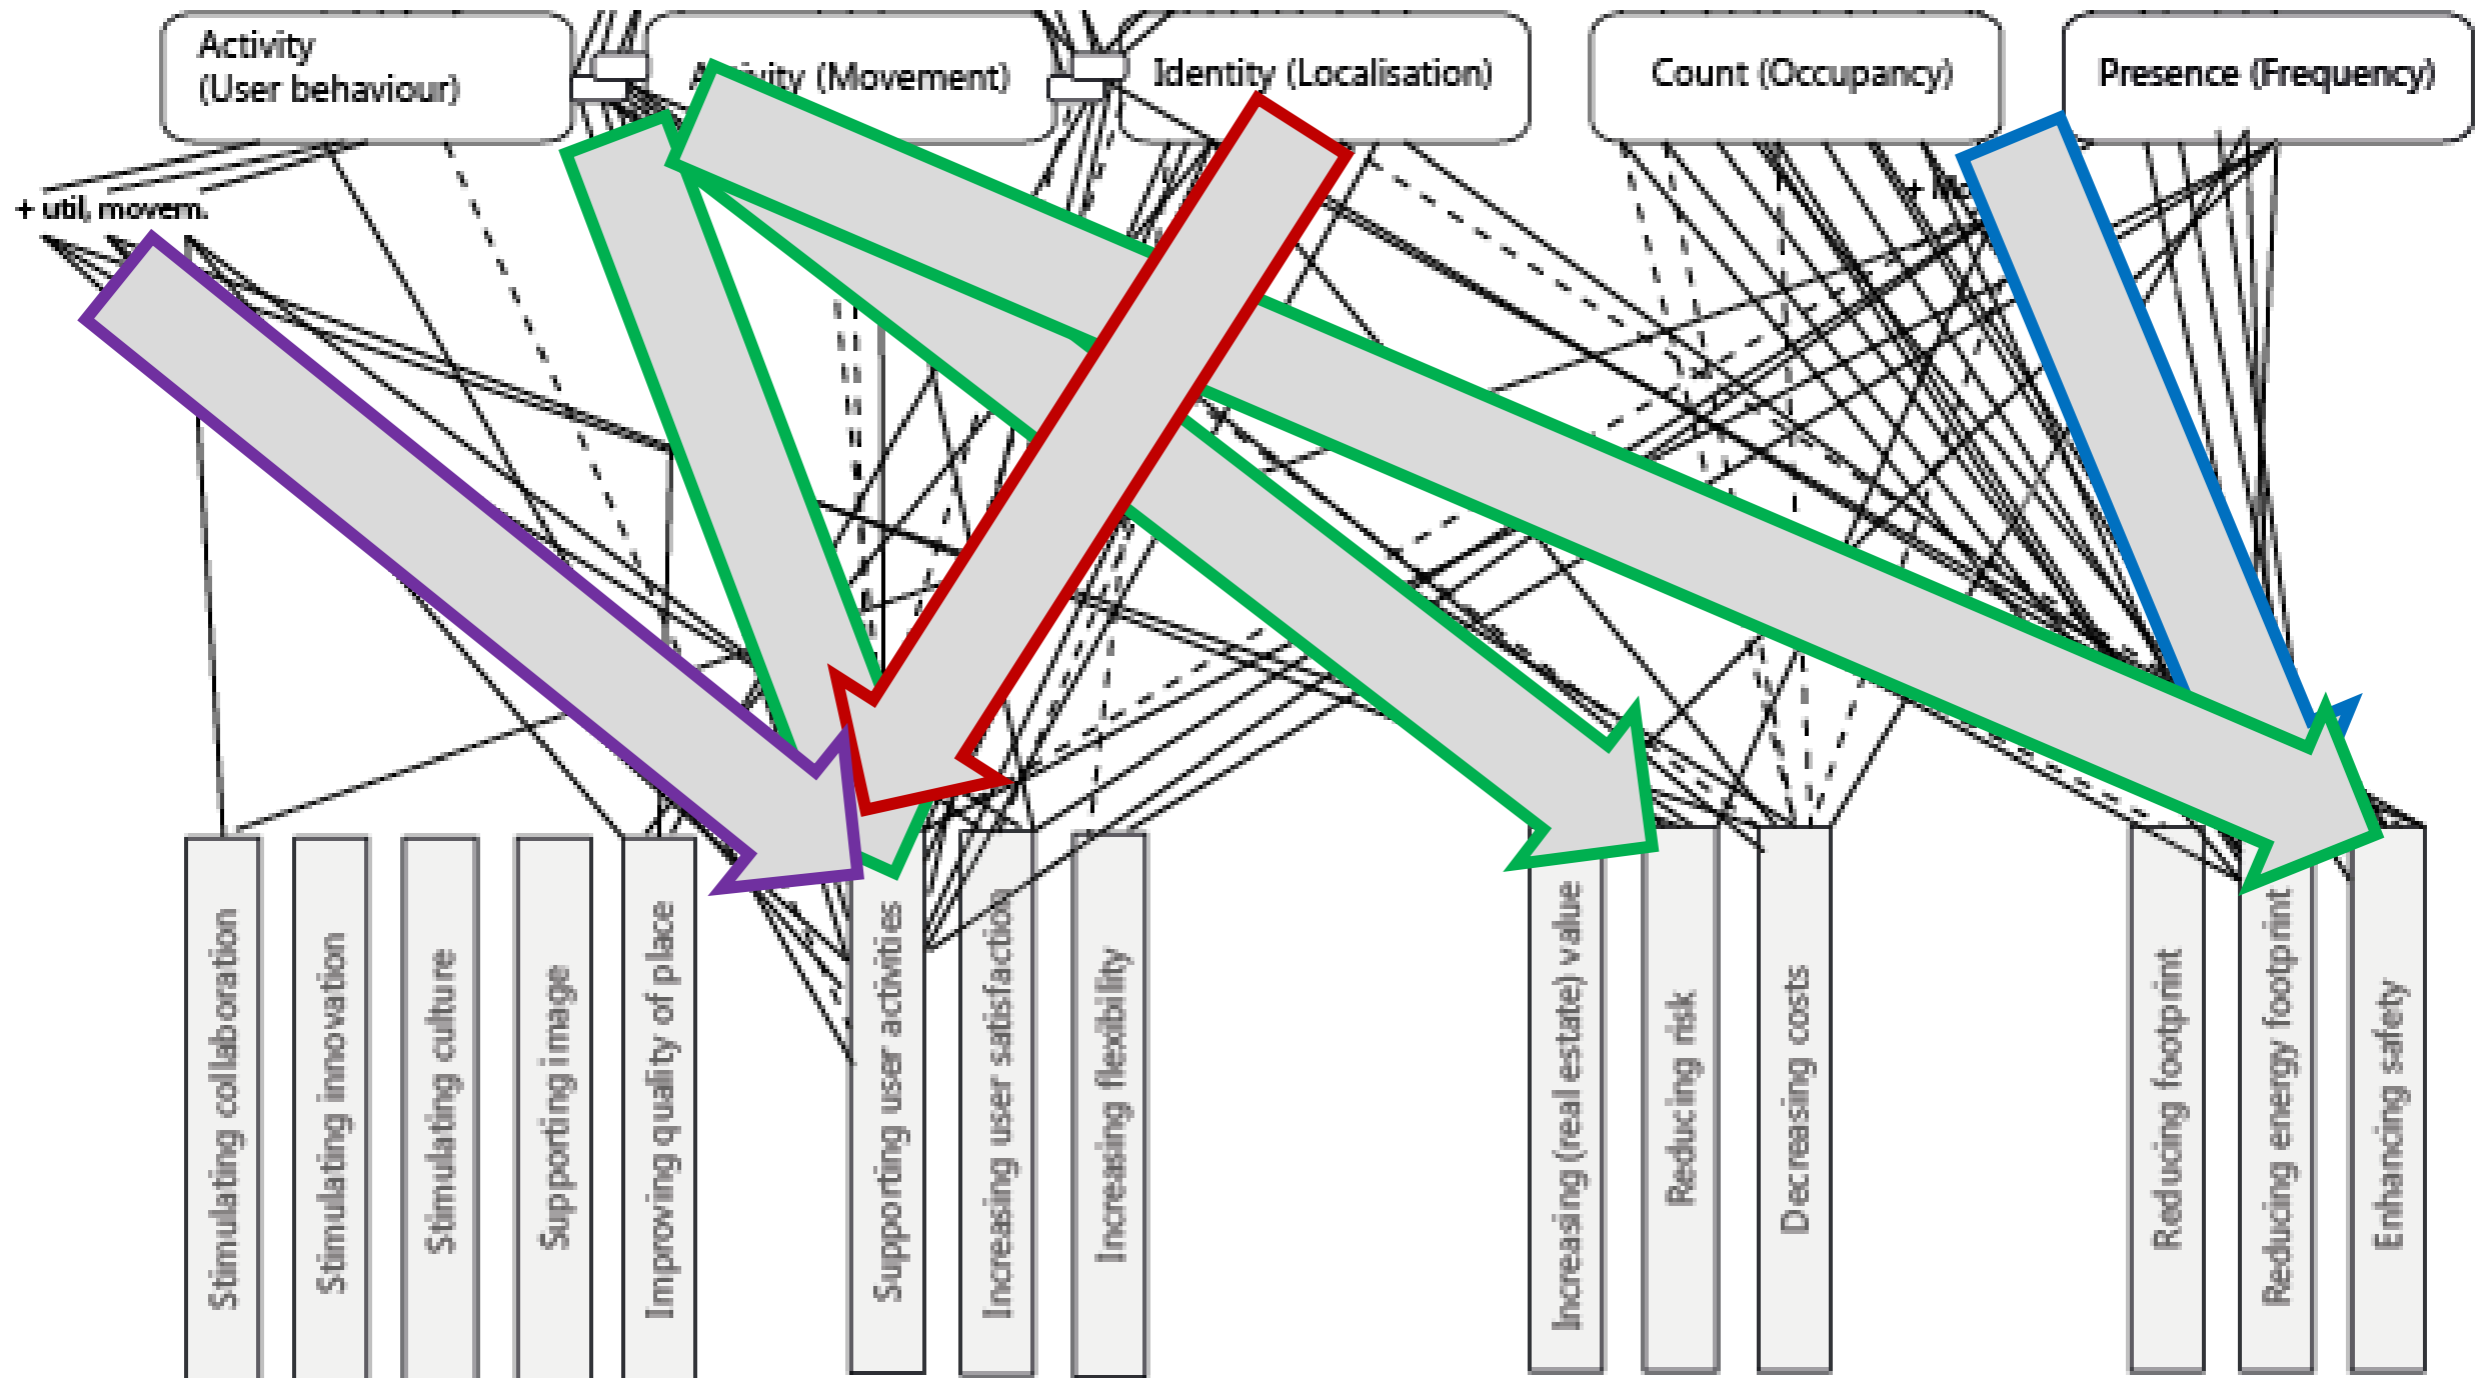 Activity
(User behaviour)
(Movement)
Identity (Localisation)
Count (Occupancy)
Presence (Frequency)
+ util, movem.
Stimulating collaboration
Stimulating innovation
Stimulating culture
Supporting image
Improving quality of place
Supporting user activities
Increasing user satisfaction
Increasing flexibility
Increasing (real estate) value
Reducing risk
Decreasing costs
Reducing footprint
Reducing energy footprint
Enhancing safety